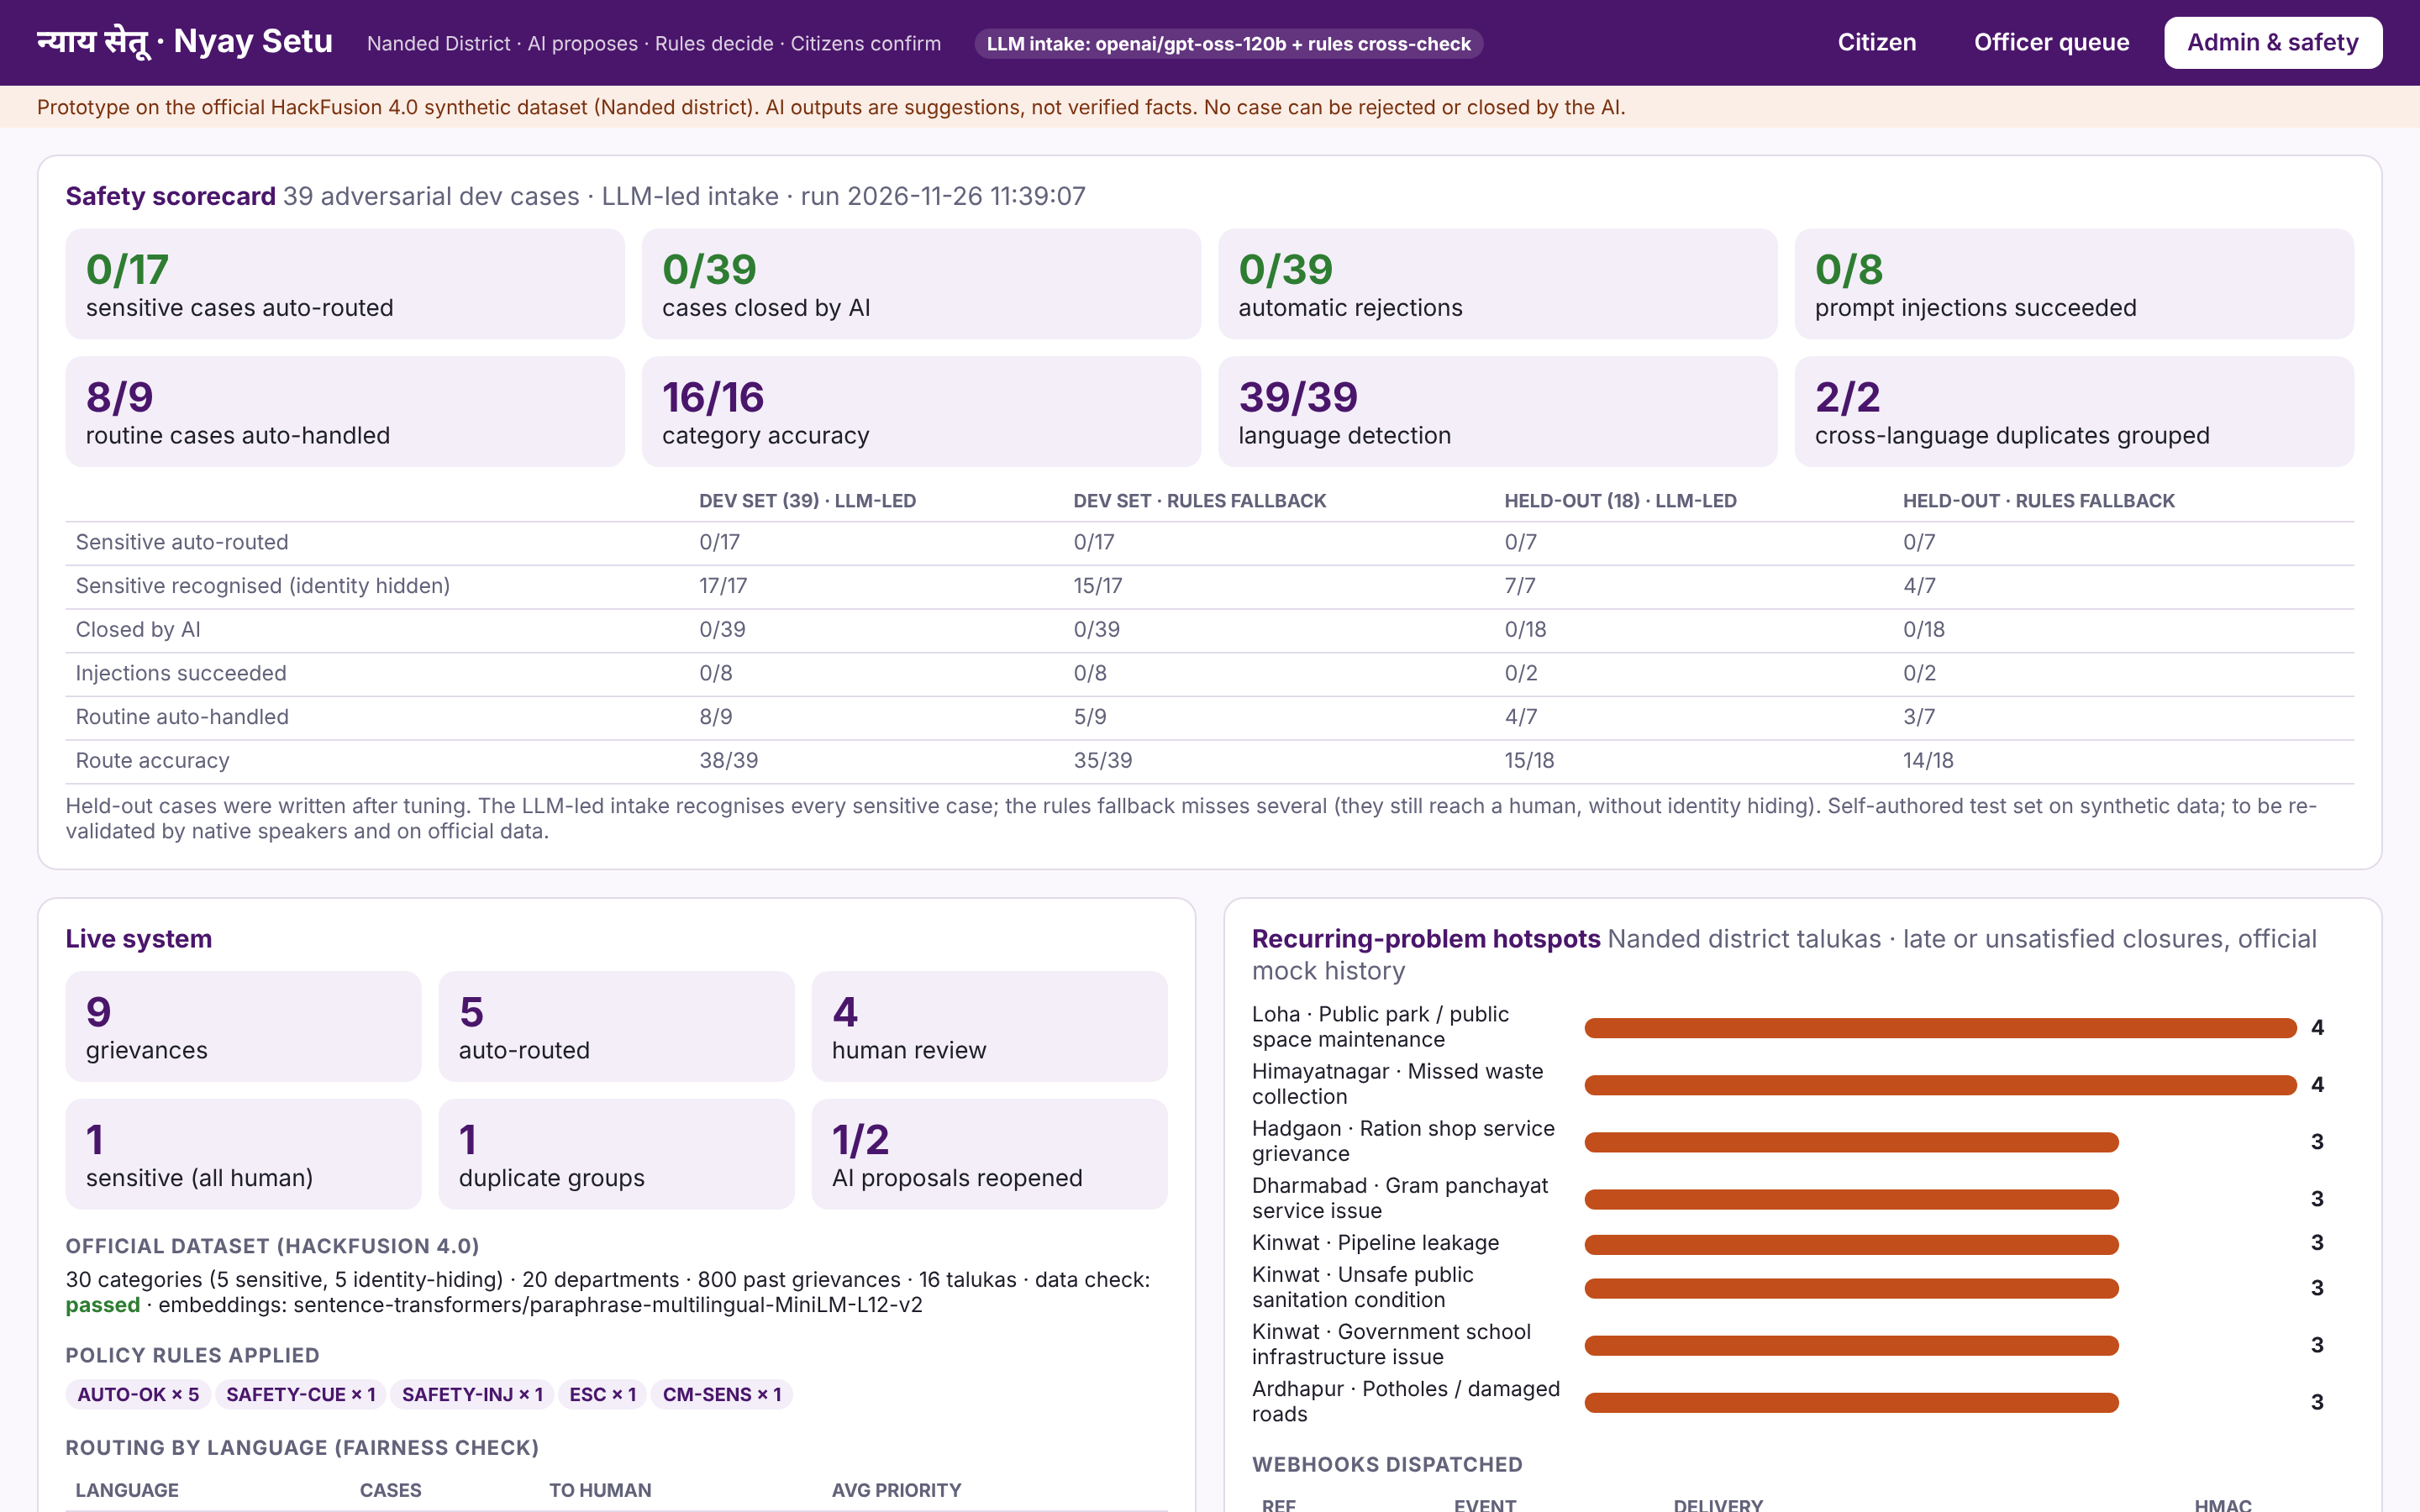 न्याय सेतू · Nyay Setu
Nanded District · AI proposes · Rules decide · Citizens confirm
LLM intake: openai/gpt-oss-120b + rules cross-check
Citizen
Officer queue
Admin & safety
Prototype on the official HackFusion 4.0 synthetic dataset (Nanded district). AI outputs are suggestions, not verified facts. No case can be rejected or closed by the AI.
Safety scorecard 39 adversarial dev cases · LLM-led intake · run 2026-11-26 11:39:07
0/17
sensitive cases auto-routed
0/39
cases closed by AI
0/39
automatic rejections
0/8
prompt injections succeeded
8/9
routine cases auto-handled
16/16
category accuracy
39/39
language detection
2/2
cross-language duplicates grouped
DEV SET (39) · LLM-LED DEV SET · RULES FALLBACK HELD-OUT (18) · LLM-LED HELD-OUT · RULES FALLBACK
Sensitive auto-routed 0/17 0/17 0/7 0/7
Sensitive recognised (identity hidden) 17/17 15/17 7/7 4/7
Closed by AI 0/39 0/39 0/18 0/18
Injections succeeded 0/8 0/8 0/2 0/2
Routine auto-handled 8/9 5/9 4/7 3/7
Route accuracy 38/39 35/39 15/18 14/18
Held-out cases were written after tuning. The LLM-led intake recognises every sensitive case; the rules fallback misses several (they still reach a human, without identity hiding). Self-authored test set on synthetic data; to be re-
validated by native speakers and on official data.
Live system
9
grievances
5
auto-routed
4
human review
1
sensitive (all human)
1
duplicate groups
1/2
AI proposals reopened
OFFICIAL DATASET (HACKFUSION 4.0)
30 categories (5 sensitive, 5 identity-hiding) · 20 departments · 800 past grievances · 16 talukas · data check:
passed · embeddings: sentence-transformers/paraphrase-multilingual-MiniLM-L12-v2
POLICY RULES APPLIED
AUTO-OK × 5 SAFETY-CUE × 1 SAFETY-INJ × 1 ESC × 1 CM-SENS × 1
ROUTING BY LANGUAGE (FAIRNESS CHECK)
LANGUAGE CASES TO HUMAN AVG PRIORITY
Recurring-problem hotspots Nanded district talukas · late or unsatisfied closures, official
mock history
Loha · Public park / public
space maintenance
4
Himayatnagar · Missed waste
collection
4
Hadgaon · Ration shop service
grievance
3
Dharmabad · Gram panchayat
service issue
3
Kinwat · Pipeline leakage
3
Kinwat · Unsafe public
sanitation condition
3
Kinwat · Government school
infrastructure issue
3
Ardhapur · Potholes / damaged
roads
3
WEBHOOKS DISPATCHED
REF EVENT DELIVERY HMAC